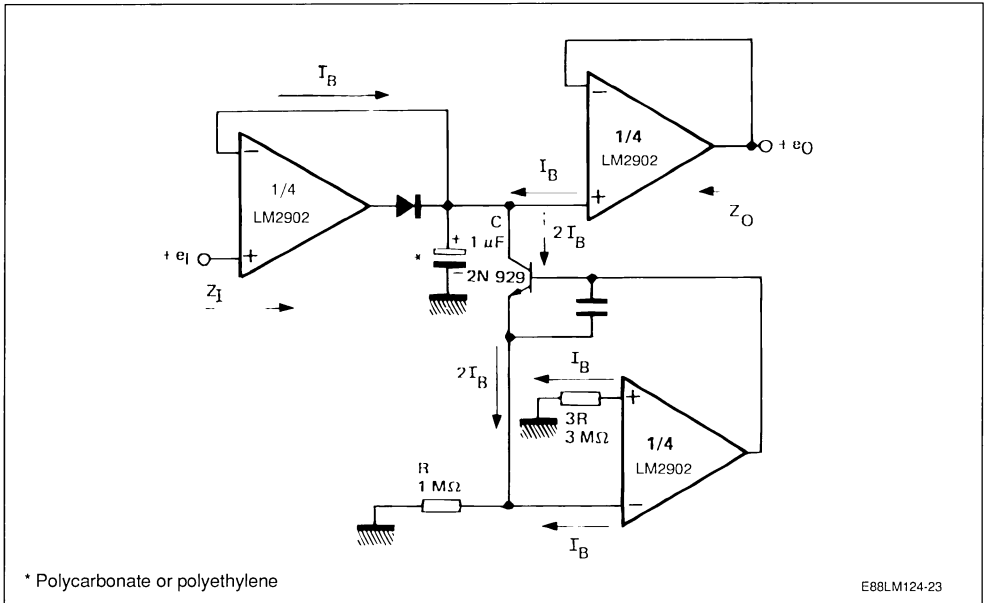 I_B
1/4
LM2902
+ e_I
Z_I
*
+
1 μF
−
2N 929
C
I_B
2 I_B
1/4
LM2902
+ e_O
Z_O
2 I_B
I_B
3R
3 MΩ
R
1 MΩ
I_B
1/4
LM2902
* Polycarbonate or polyethylene
E88LM124-23